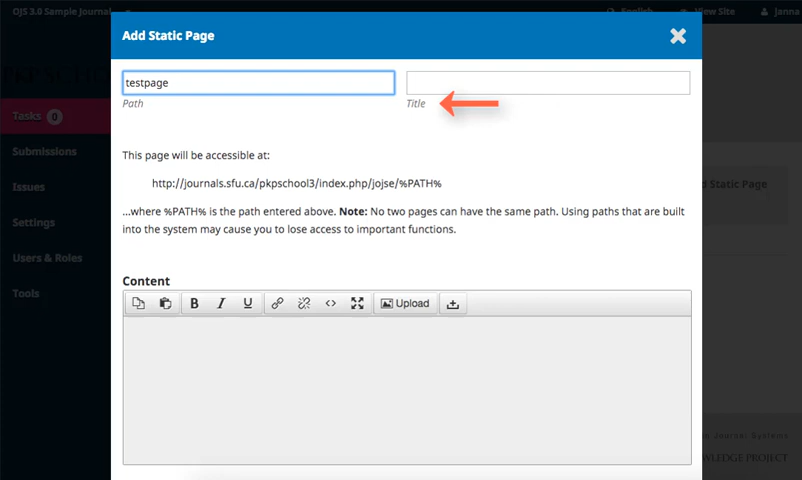 OJS 3.0 Sample Journal
English
View Site
Janna
Add Static Page
PKP SCHO
testpage
Path
Title
Tasks 0
Submissions
Issues
Settings
Users & Roles
Tools
This page will be accessible at:
http://journals.sfu.ca/pkpschool3/index.php/jojse/%PATH%
d Static Page
...where %PATH% is the path entered above. Note: No two pages can have the same path. Using paths that are built
into the system may cause you to lose access to important functions.
Content
B I U
Upload
Journal Systems
WLEDGE PROJECT